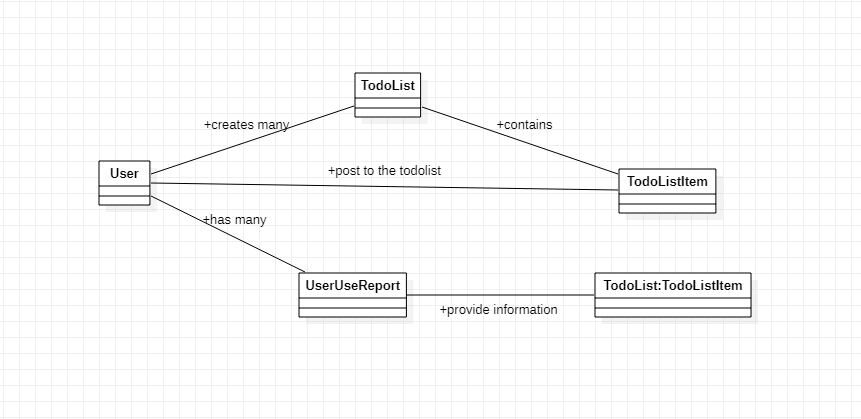 TodoList
+creates many
+contains
User
+post to the todolist
TodoListItem
+has many
UserUseReport
TodoList:TodoListItem
+provide information